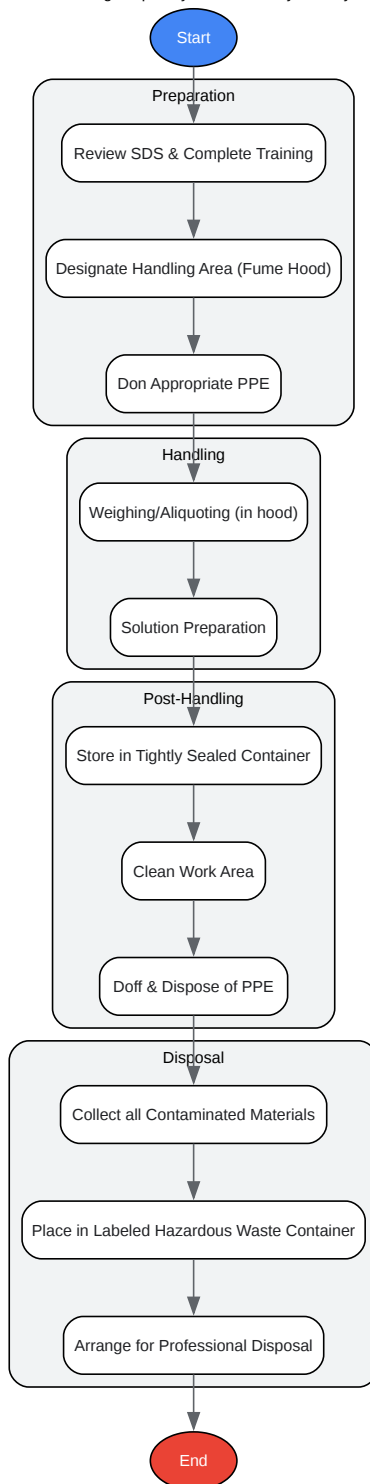 Start
Preparation
Review SDS & Complete Training
Designate Handling Area (Fume Hood)
Don Appropriate PPE
Handling
Weighing/Aliquoting (in hood)
Solution Preparation
Post-Handling
Store in Tightly Sealed Container
Clean Work Area
Doff & Dispose of PPE
Disposal
Collect all Contaminated Materials
Place in Labeled Hazardous Waste Container
Arrange for Professional Disposal
End